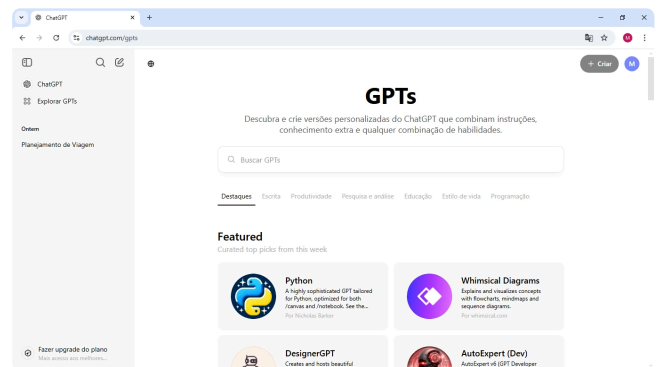 ChatGPT
chatgpt.com/gpts
M
ChatGPT
Explorar GPTs
Ontem
Planejamento de Viagem
+ Criar
M
GPTs
Descubra e crie versões personalizadas do ChatGPT que combinam instruções,
conhecimento extra e qualquer combinação de habilidades.
Buscar GPTs
Destaques Escrita Produtividade Pesquisa e análise Educação Estilo de vida Programação
Featured
Curated top picks from this week
Python
A highly sophisticated GPT tailored
for Python, optimized for both
/canvas and /notebook. See the...
Por Nicholas Barker
Whimsical Diagrams
Explains and visualizes concepts
with flowcharts, mindmaps and
sequence diagrams.
Por whimsical.com
DesignerGPT
Creates and hosts beautiful
AutoExpert (Dev)
AutoExpert v6 (GPT Developer
Fazer upgrade do plano
Mais acesso aos melhores...